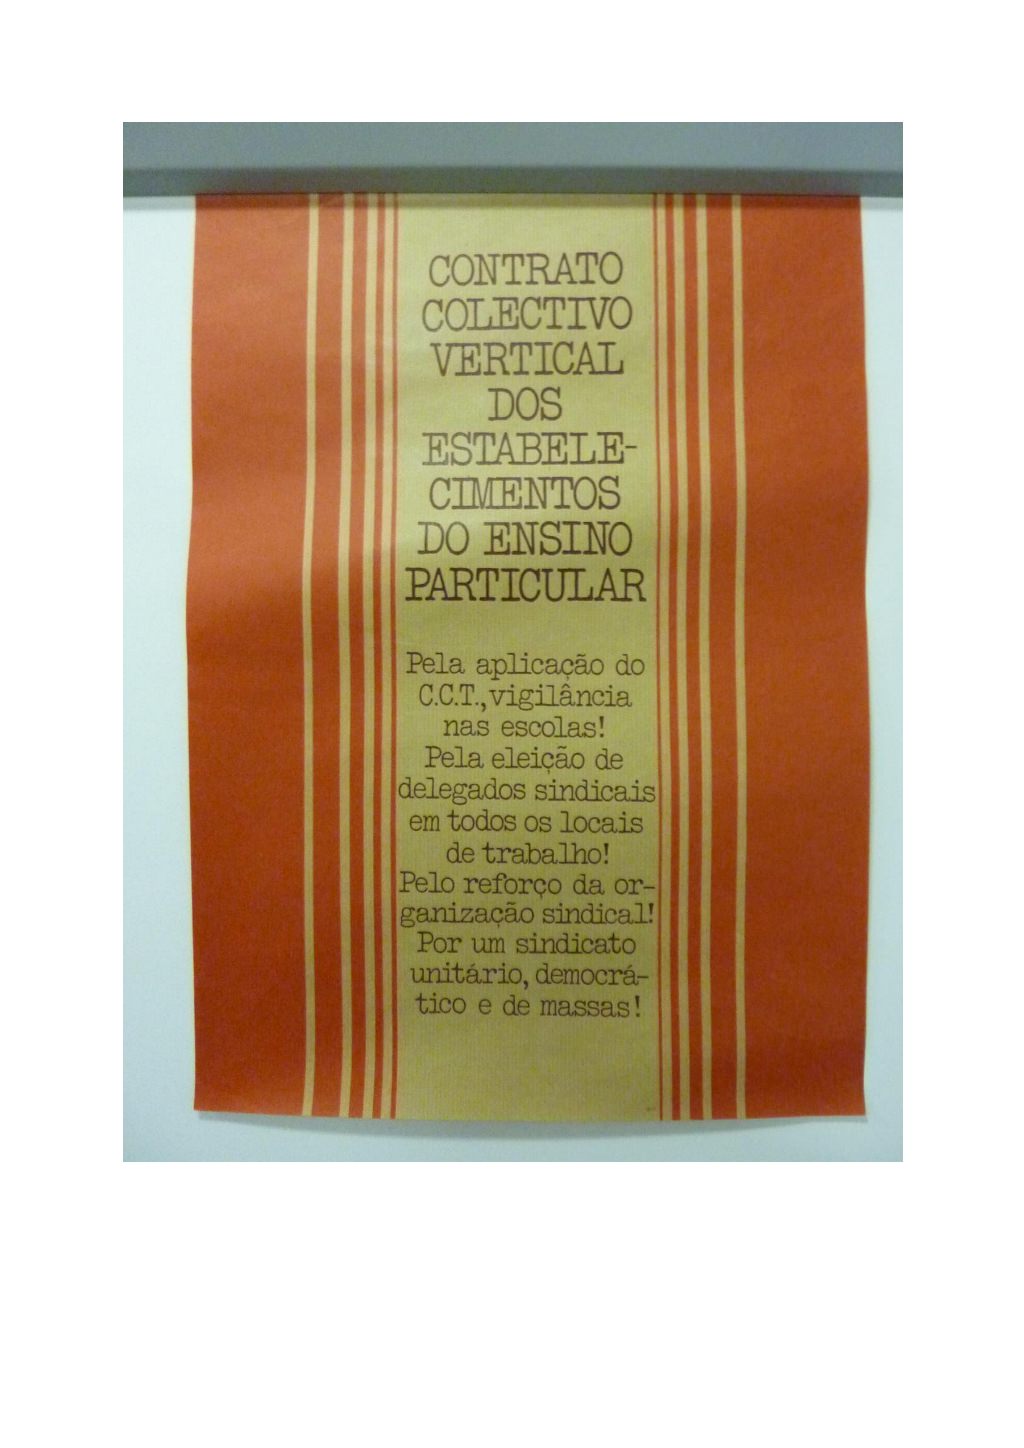 CONTRATO
COLECTIVO
VERTICAL
DOS
ESTABELE-
CIMENTOS
DO ENSINO
PARTICULAR
Pela aplicação do
C.C.T., vigilância
nas escolas!
Pela eleição de
delegados sindicais
em todos os locais
de trabalho!
Pelo reforço da or-
ganização sindical!
Por um sindicato
unitário, democrá-
tico e de massas!